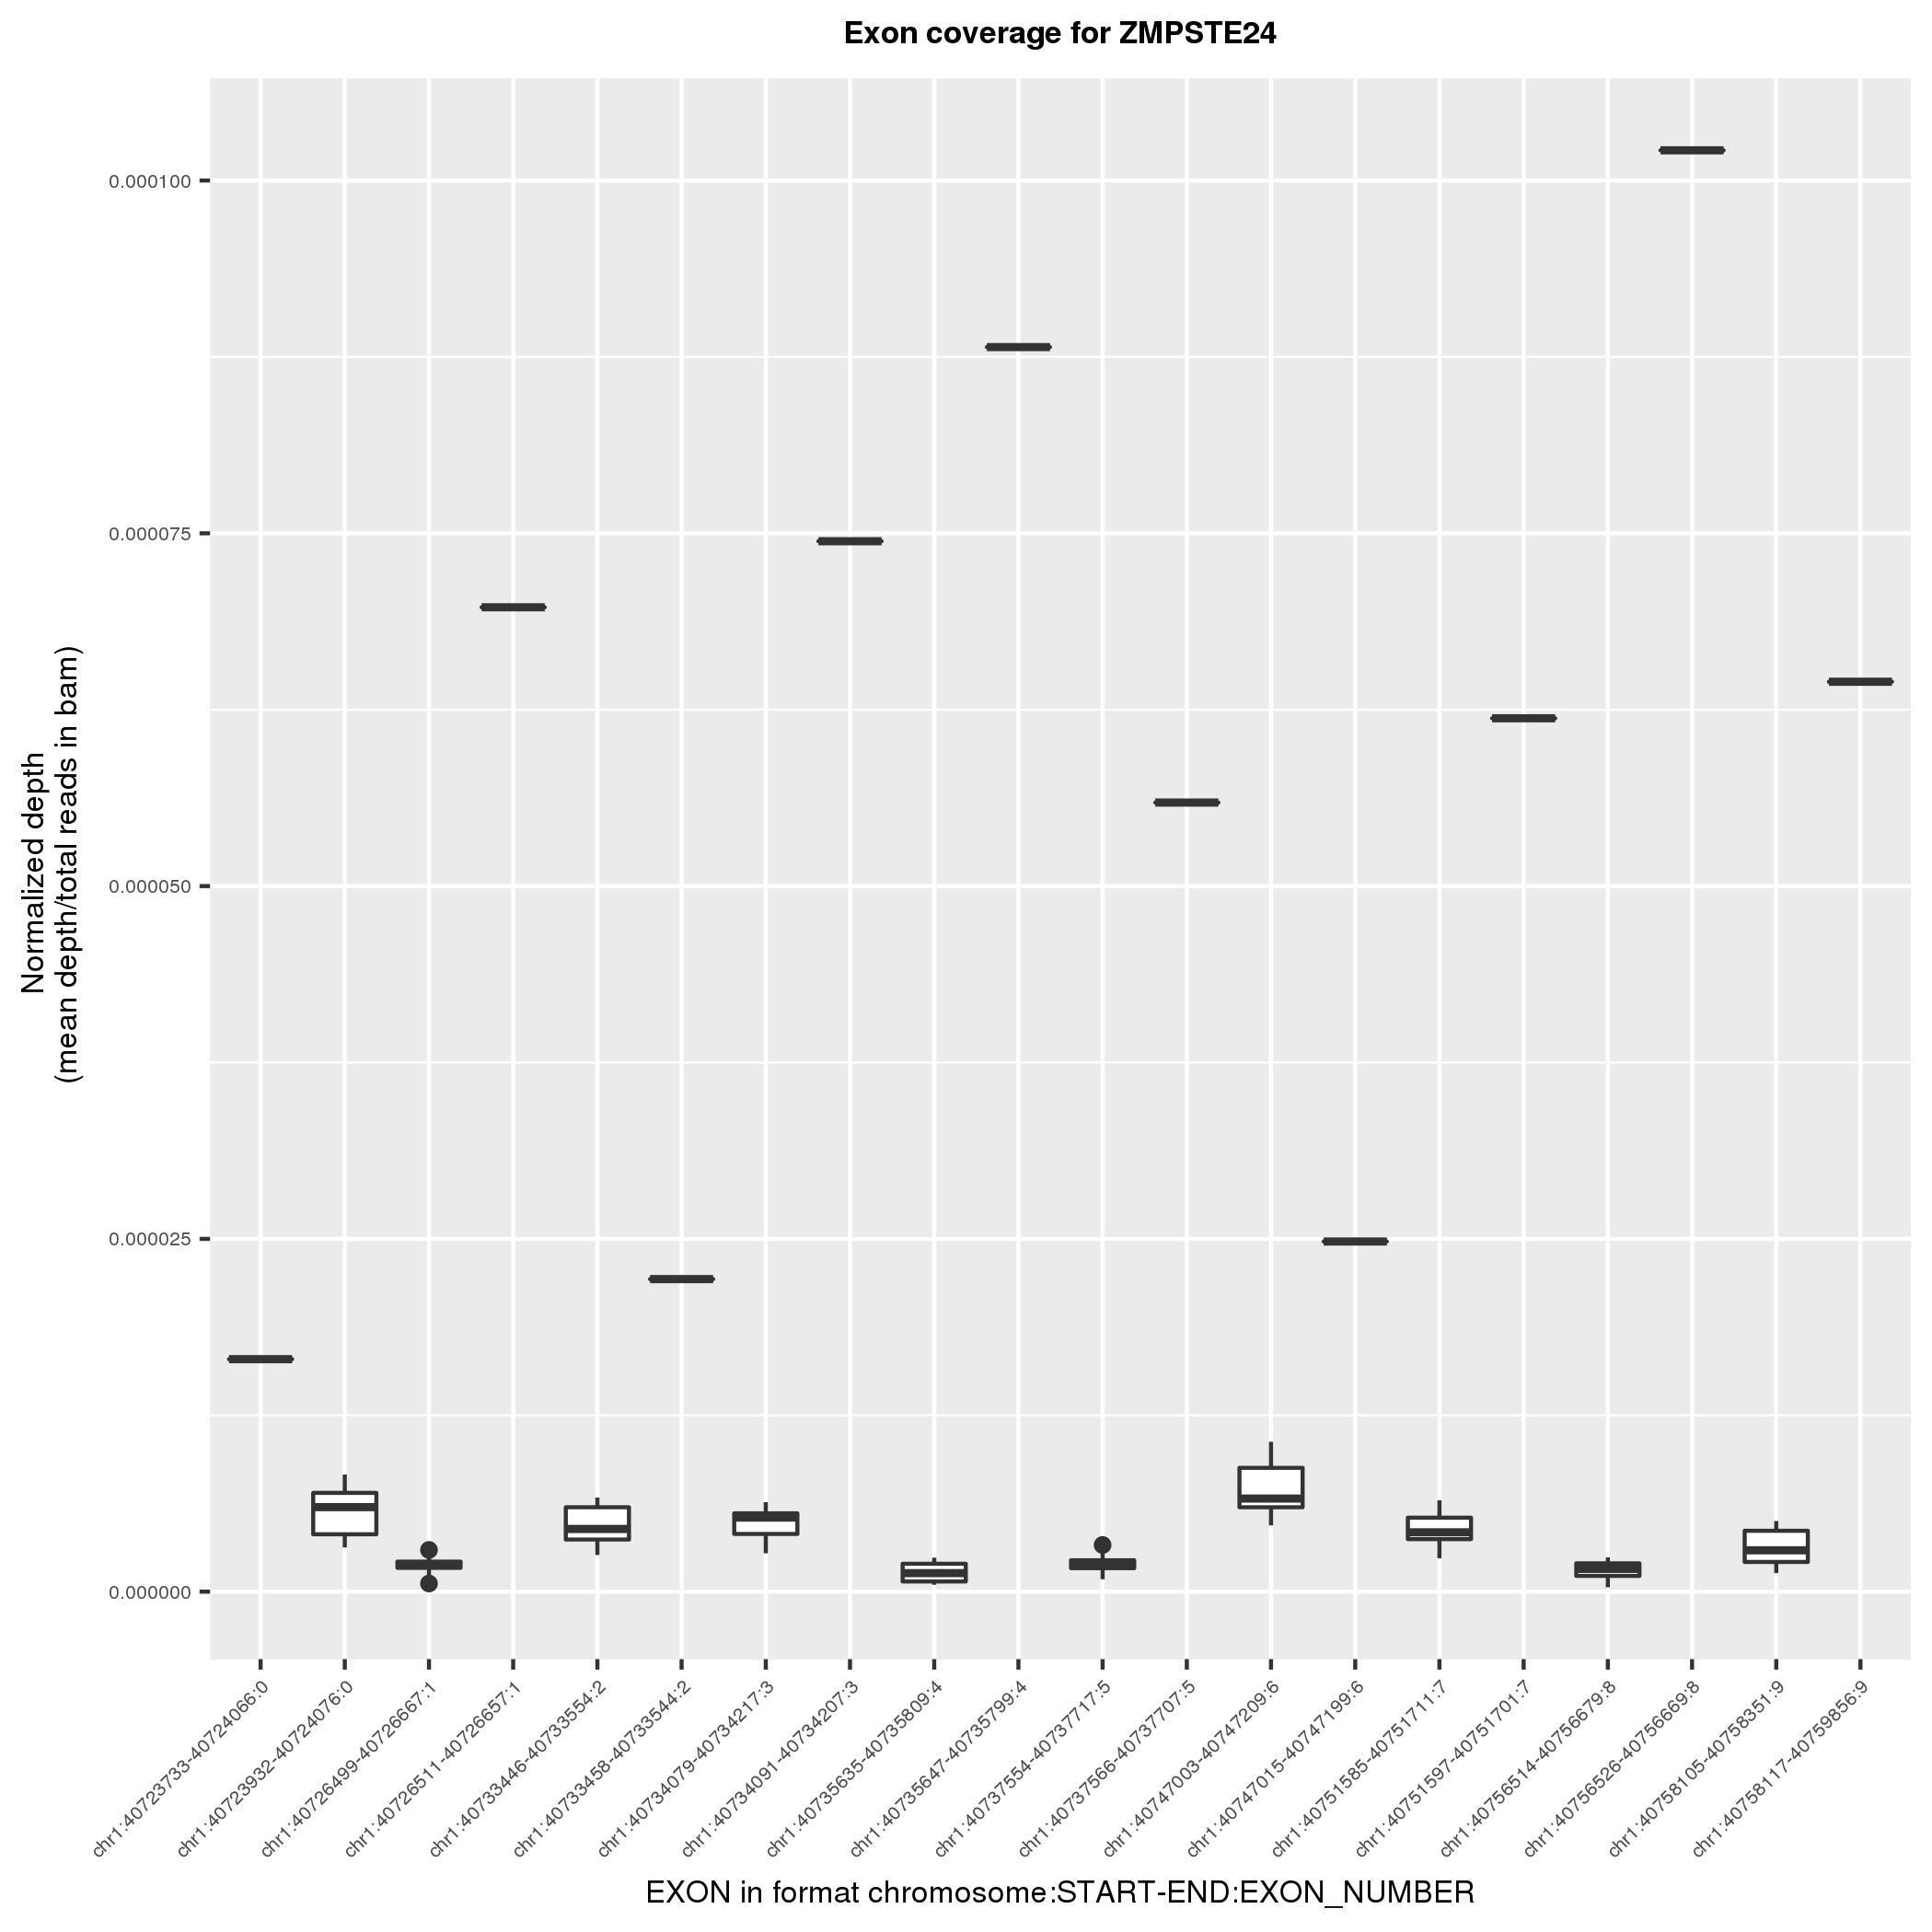 Exon coverage for ZMPSTE24
Normalized depth
(mean depth/total reads in bam)
0.000100
0.000075
0.000050
0.000025
0.000000
chr1:40723733-40724066:0
chr1:40723932-40724076:0
chr1:40726499-40726667:1
chr1:40726511-40726657:1
chr1:40733446-40733554:2
chr1:40733458-40733544:2
chr1:40734079-40734217:3
chr1:40734091-40734207:3
chr1:40735635-40735809:4
chr1:40735647-40735799:4
chr1:40737554-40737717:5
chr1:40737566-40737707:5
chr1:40747003-40747209:6
chr1:40747015-40747199:6
chr1:40751585-40751711:7
chr1:40751597-40751701:7
chr1:40756514-40756679:8
chr1:40756526-40756669:8
chr1:40758105-40758351:9
chr1:40758117-40759856:9
EXON in format chromosome:START-END:EXON_NUMBER